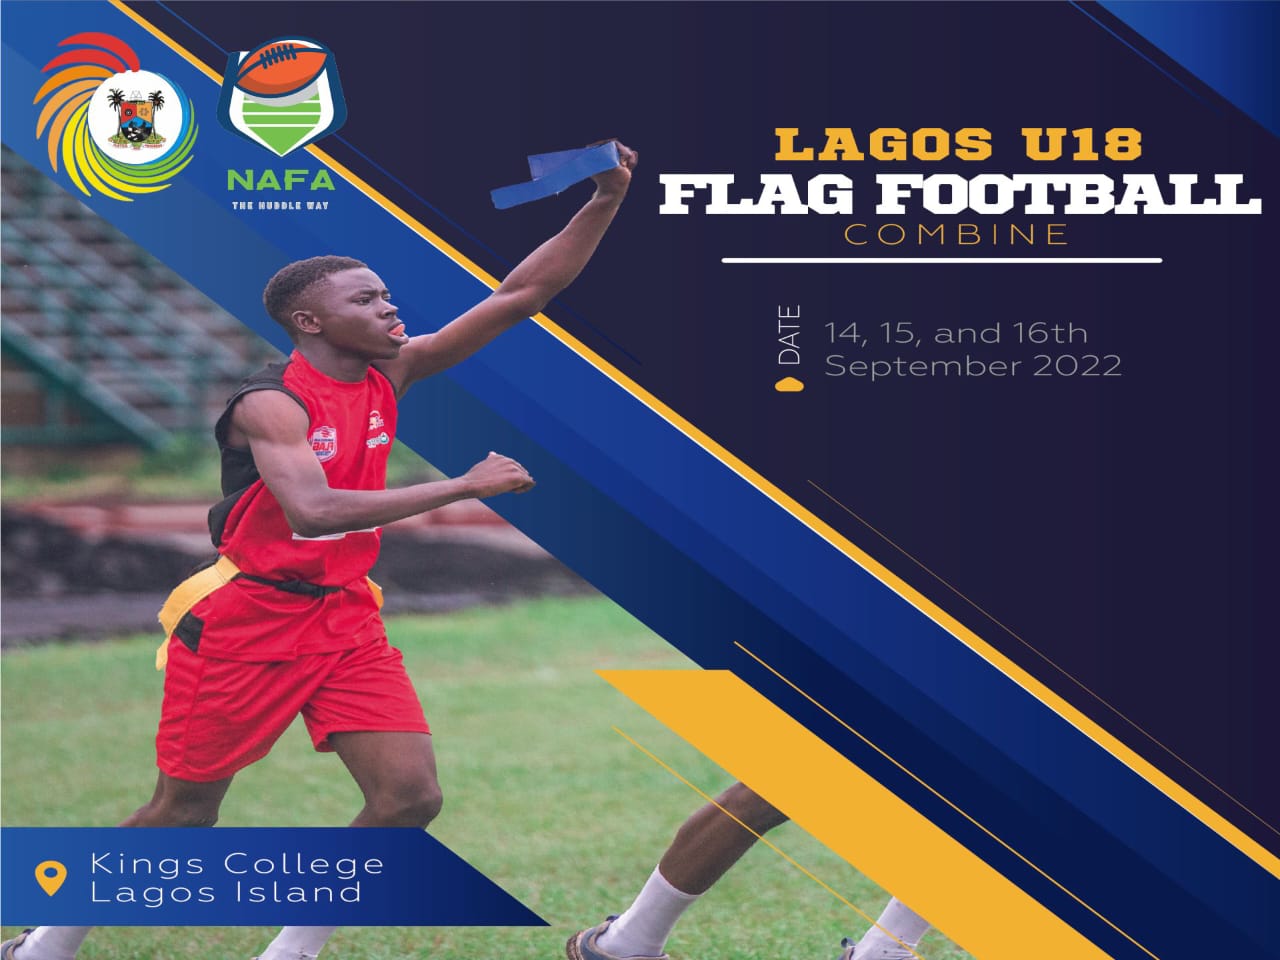 NAFA
THE HUDDLE WAY
LAGOS U18
FLAG FOOTBALL
COMBINE
DATE
14, 15, and 16th
September 2022
Kings College
Lagos Island